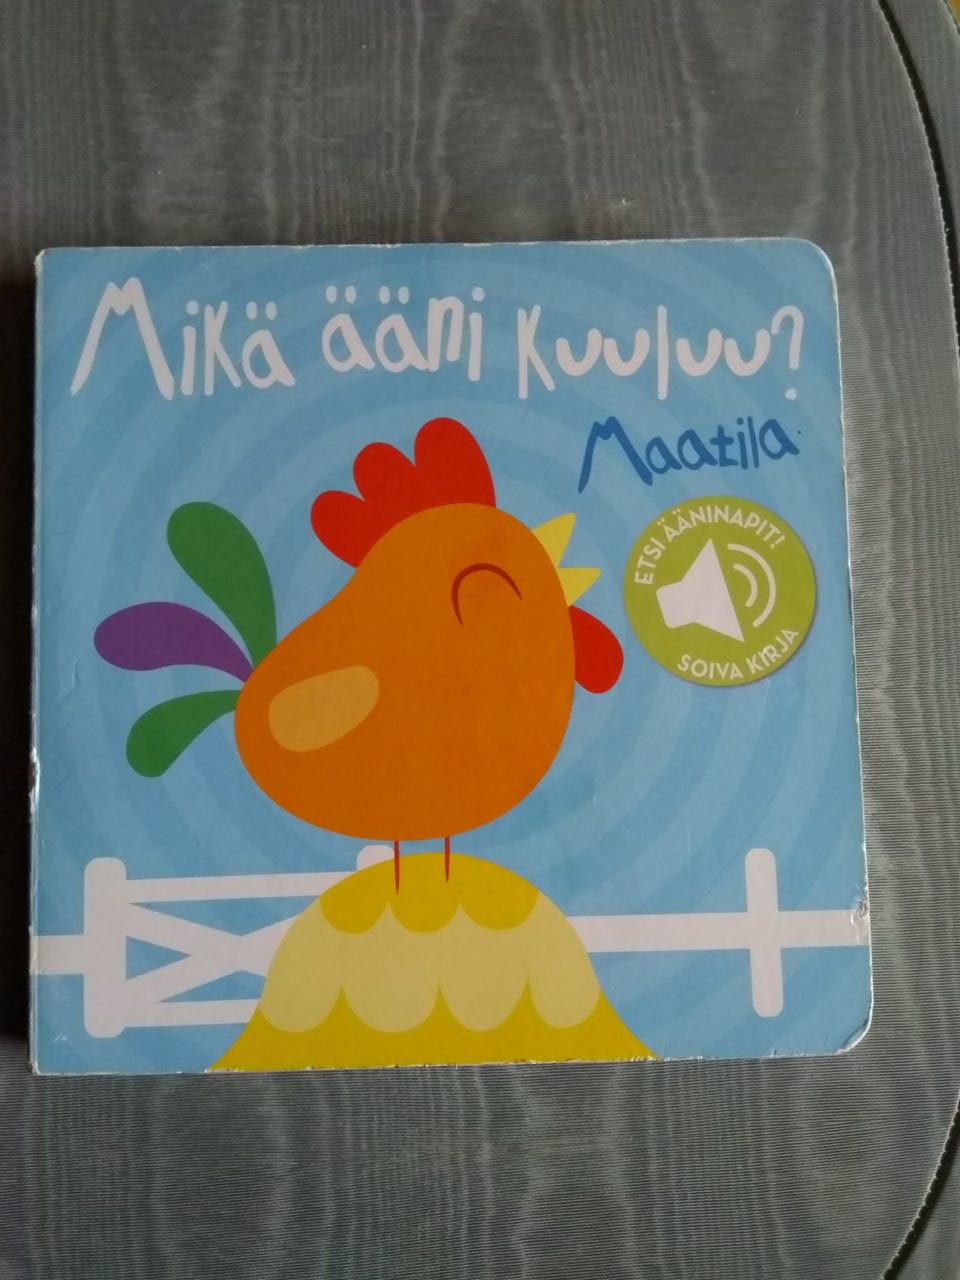 Mikä ääni kuuluu?
Maatila
ETSI ÄÄNINAPIT!
SOIVA KIRJA